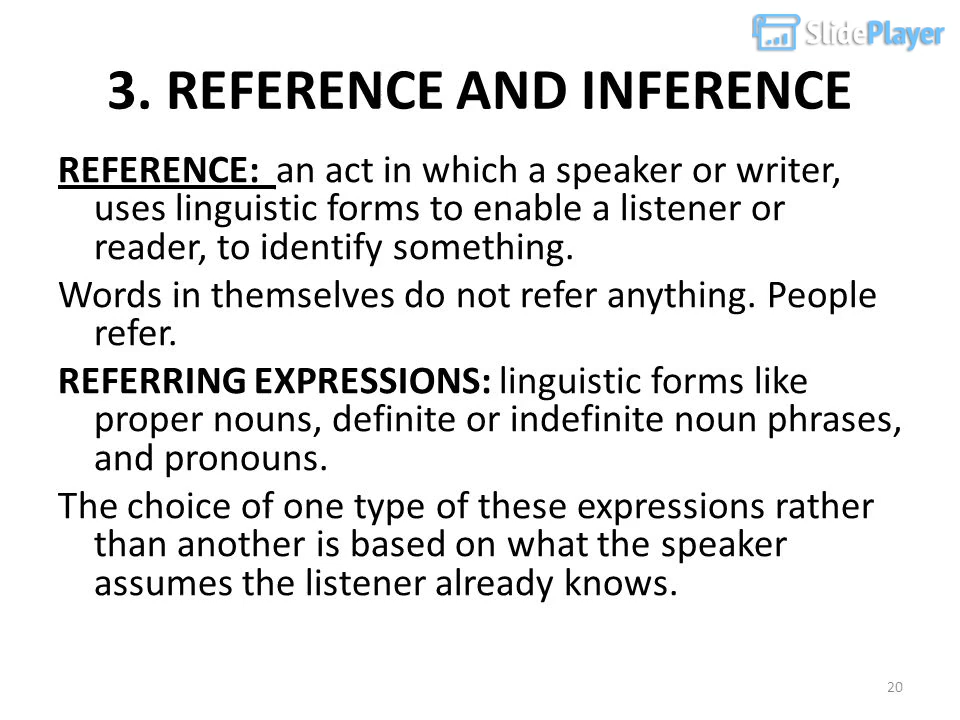 SlidePlayer
3. REFERENCE AND INFERENCE
REFERENCE: an act in which a speaker or writer,
uses linguistic forms to enable a listener or
reader, to identify something.
Words in themselves do not refer anything. People
refer.
REFERRING EXPRESSIONS: linguistic forms like
proper nouns, definite or indefinite noun phrases,
and pronouns.
The choice of one type of these expressions rather
than another is based on what the speaker
assumes the listener already knows.
20